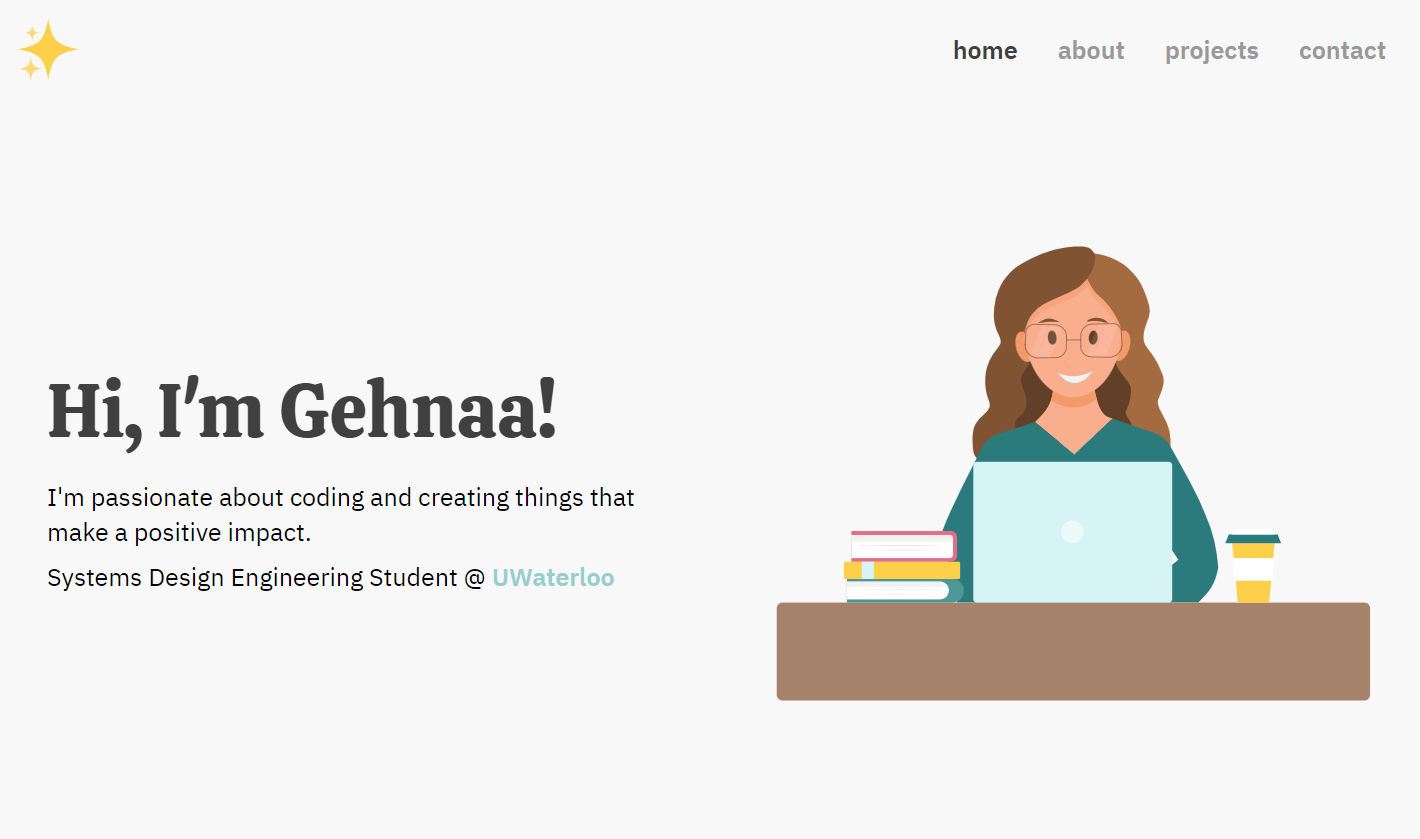 home about projects contact
Hi, I'm Gehnaa!
I'm passionate about coding and creating things that
make a positive impact.
Systems Design Engineering Student @ UWaterloo